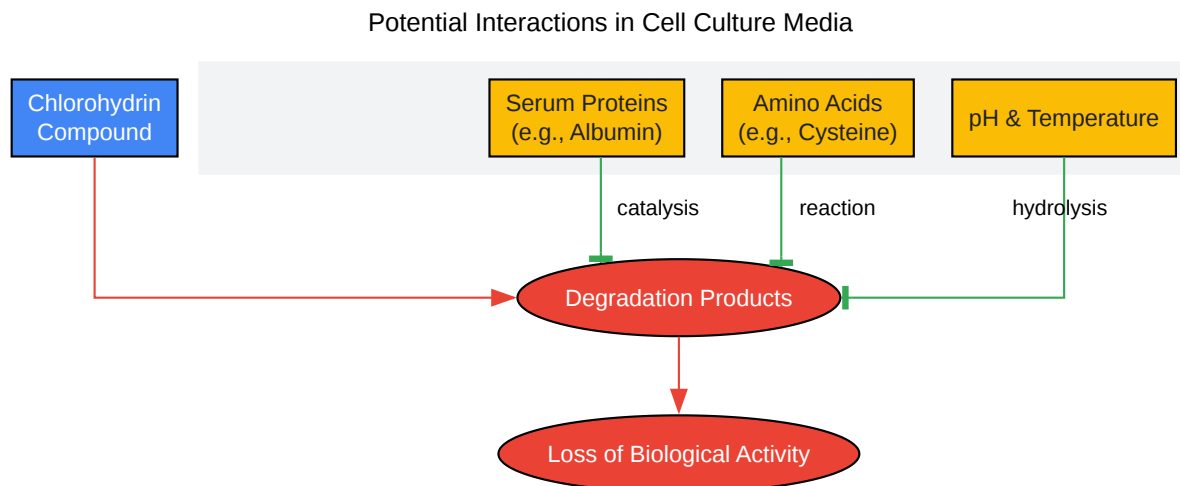 Potential Interactions in Cell Culture Media
Chlorohydrin
Compound
Serum Proteins
(e.g., Albumin)
Amino Acids
(e.g., Cysteine)
pH & Temperature
catalysis
reaction
hydrolysis
Degradation Products
Loss of Biological Activity